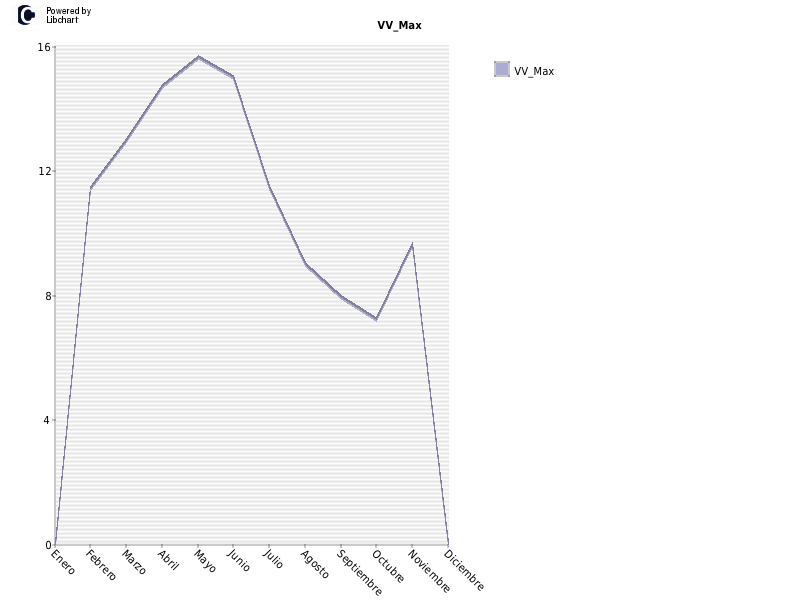 Powered by
Libchart
VV_Max
16
12
8
4
0
VV_Max
Enero
Febrero
Marzo
Abril
Mayo
Junio
Julio
Agosto
Septiembre
Octubre
Noviembre
Diciembre